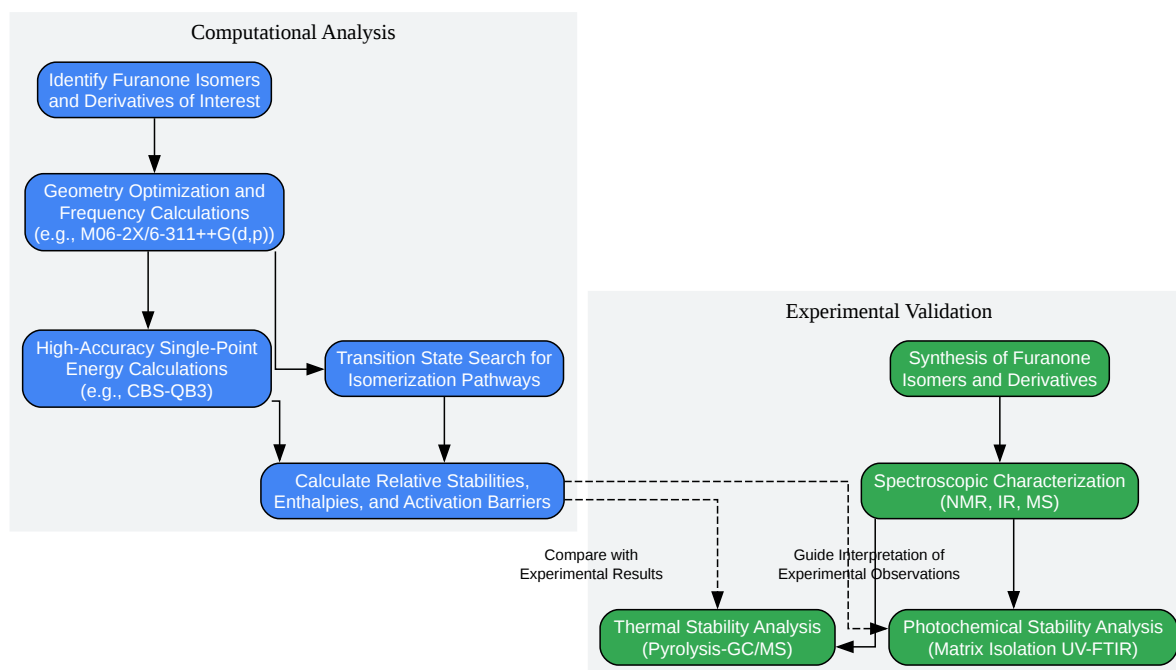 Computational Analysis
Identify Furanone Isomers
and Derivatives of Interest
Geometry Optimization and
Frequency Calculations
(e.g., M06-2X/6-311++G(d,p))
High-Accuracy Single-Point
Energy Calculations
(e.g., CBS-QB3)
Transition State Search for
Isomerization Pathways
Calculate Relative Stabilities,
Enthalpies, and Activation Barriers
Experimental Validation
Synthesis of Furanone
Isomers and Derivatives
Spectroscopic Characterization
(NMR, IR, MS)
Compare with
Experimental Results
Guide Interpretation of
Experimental Observations
Thermal Stability Analysis
(Pyrolysis-GC/MS)
Photochemical Stability Analysis
(Matrix Isolation UV-FTIR)